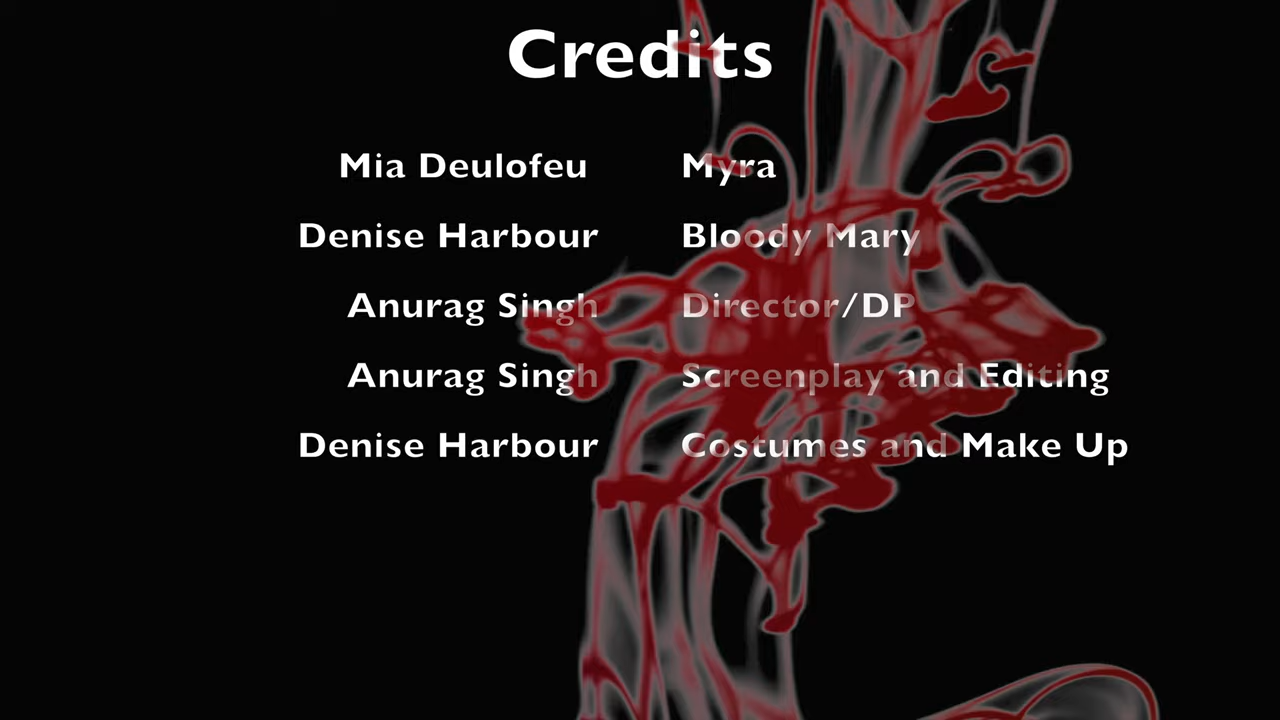 Credits
Mia Deulofeu Myra
Denise Harbour Bloody Mary
Anurag Singh Director/DP
Anurag Singh Screenplay and Editing
Denise Harbour Costumes and Make Up